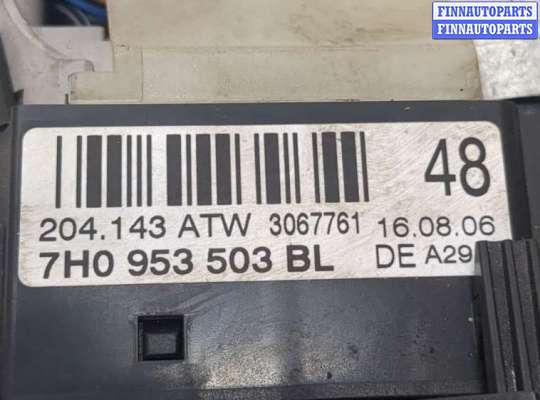 FINNAUTOPARTS
FINNAUTOPARTS
48
204.143 ATW 3067761 16.08.06
7H0 953 503 BL DE A29